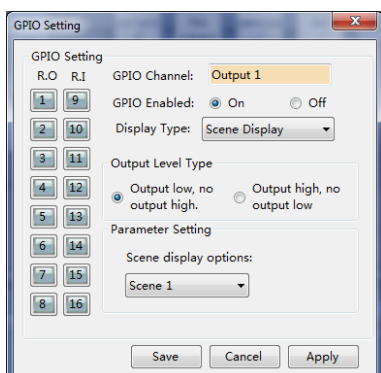 GPIO Setting
GPIO Setting
R.O R.I
GPIO Channel: Output 1
1 9
GPIO Enabled: On Off
2 10
Display Type: Scene Display
3 11
Output Level Type
4 12
Output low, no output high.
Output high, no output low
5 13
Parameter Setting
6 14
Scene display options:
7 15
Scene 1
8 16
Save Cancel Apply